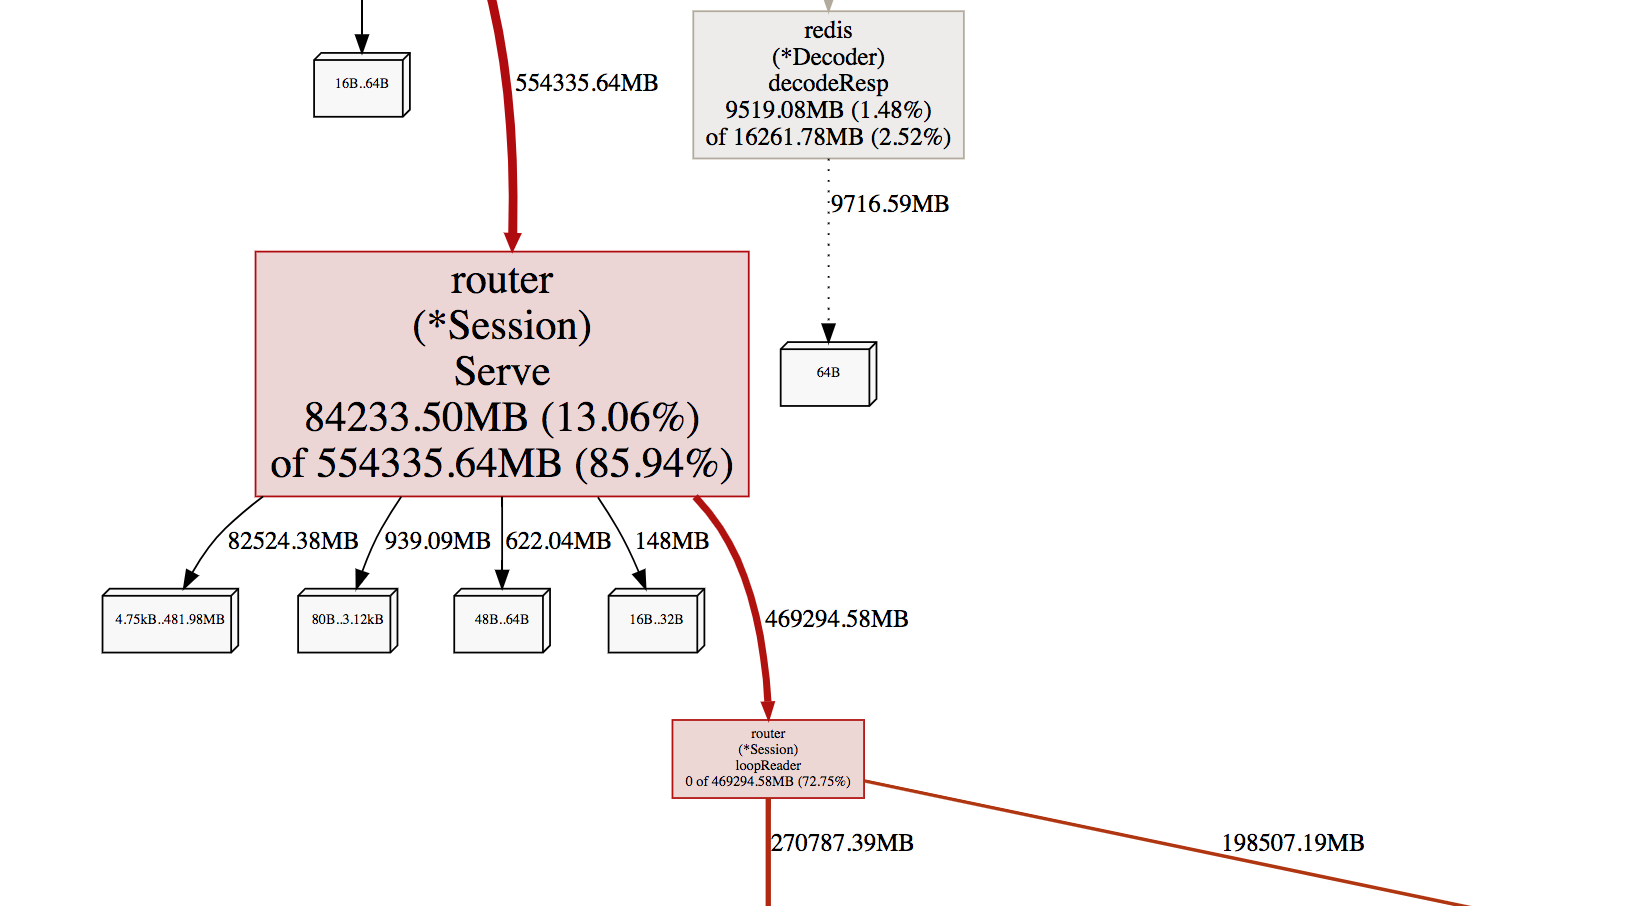 16B..64B
554335.64MB
redis
(*Decoder)
decodeResp
9519.08MB (1.48%)
of 16261.78MB (2.52%)
9716.59MB
64B
router
(*Session)
Serve
84233.50MB (13.06%)
of 554335.64MB (85.94%)
82524.38MB
939.09MB
622.04MB
148MB
4.75kB..481.98MB
80B..3.12kB
48B..64B
16B..32B
469294.58MB
router
(*Session)
loopReader
0 of 469294.58MB (72.75%)
270787.39MB
198507.19MB